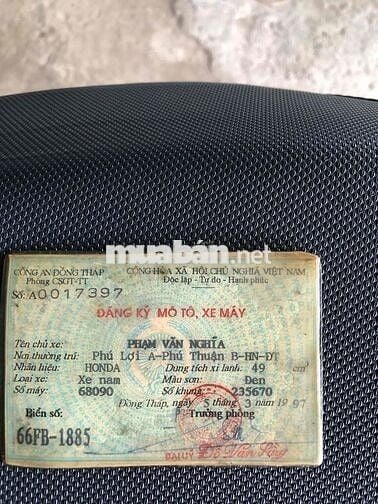 CÔNG AN ĐỒNG THÁP
Phòng CSGT-TT
Số: A0017397
CỘNG HÒA XÃ HỘI CHỦ NGHĨA VIỆT NAM
Độc lập - Tự do - Hạnh phúc
muabán.net
ĐĂNG KÝ MÔ TÔ, XE MÁY
Tên chủ xe: PHẠM VĂN NGHĨA
Nơi thường trú: Phú Lợi A-Phú Thuận B-HN-ĐT
Nhãn hiệu: HONDA Dung tích xi lanh: 49 cm³
Loại xe: Xe nam Màu sơn: Đen
Số máy: 68090 Số khung: 235670
Đồng Tháp, ngày 5 tháng 3 năm 1997
Biển số: Trưởng phòng
66FB-1885
ĐẠI UÝ